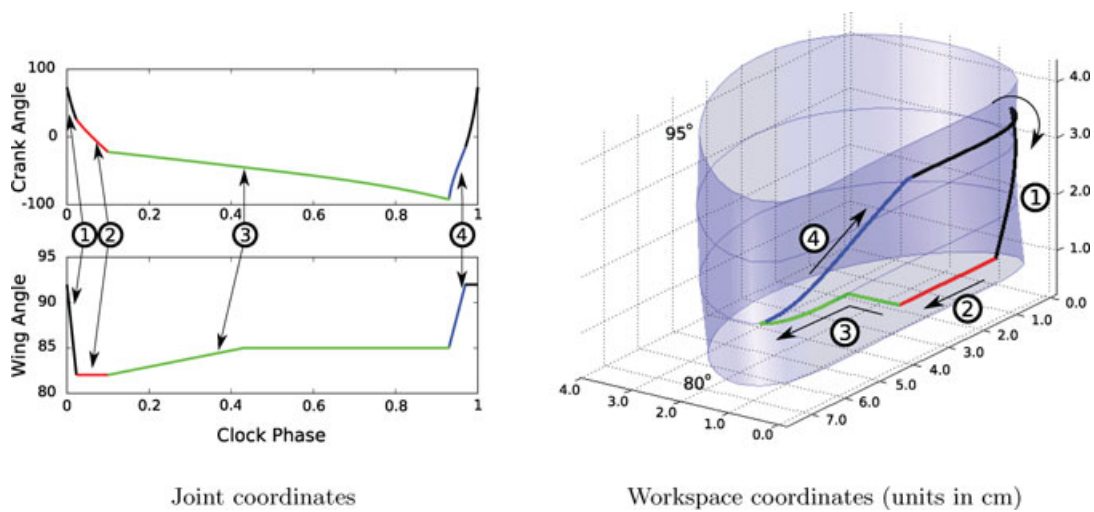 100
0
-100
Crank Angle
0 0.2 0.4 0.6 0.8 1
1 2 3 4
95
90
85
80
Wing Angle
0 0.2 0.4 0.6 0.8 1
Clock Phase
Joint coordinates
95°
80°
1
2
3
4
4.0
3.0
2.0
1.0
0.0
4.0 3.0 2.0 1.0 0.0
7.0 6.0 5.0 4.0 3.0 2.0 1.0
Workspace coordinates (units in cm)